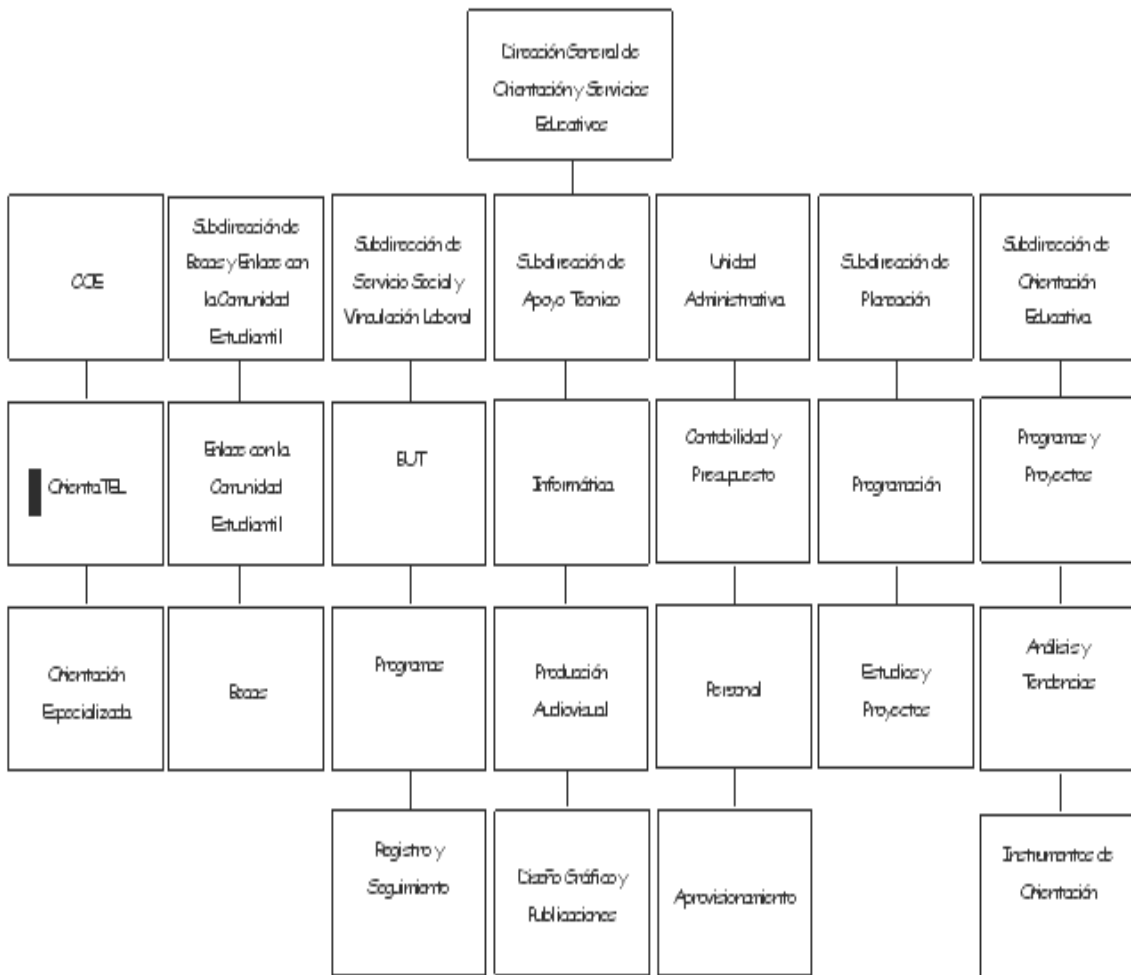 Dirección General de
Orientación y Servicios
Educativos
COE
Subdirección de
Becas y Enlace con
la Comunidad
Estudiantil
Subdirección de
Servicio Social y
Vinculación Laboral
Subdirección de
Apoyo Técnico
Unidad
Administrativa
Subdirección de
Planeación
Subdirección de
Orientación
Educativa
OrientaTEL
Enlace con la
Comunidad
Estudiantil
BUT
Informática
Contabilidad y
Presupuesto
Programación
Programas y
Proyectos
Orientación
Especializada
Becas
Programas
Producción
Audiovisual
Personal
Estudios y
Proyectos
Análisis y
Tendencias
Registro y
Seguimiento
Diseño Gráfico y
Publicaciones
Aprovisionamiento
Instrumentos de
Orientación